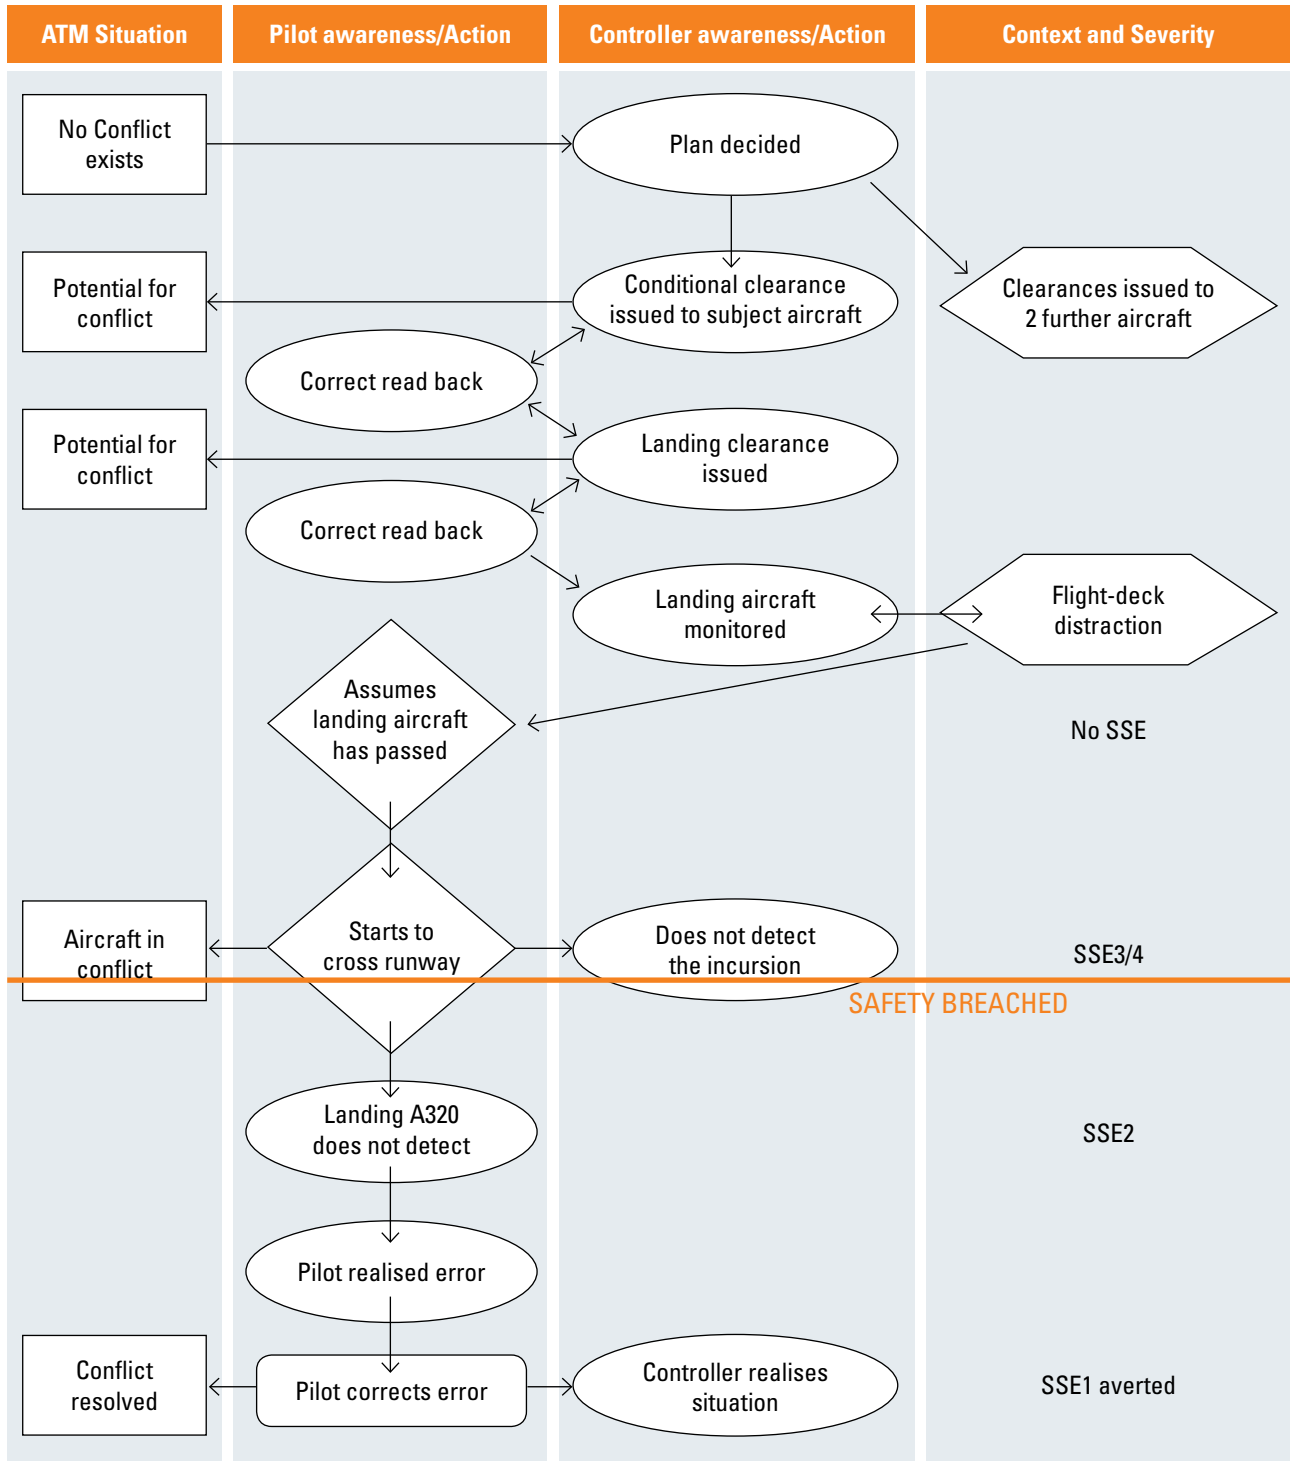 ATM Situation
Pilot awareness/Action
Controller awareness/Action
Context and Severity
No Conflict
exists
Plan decided
Potential for
conflict
Conditional clearance
issued to subject aircraft
Clearances issued to
2 further aircraft
Correct read back
Potential for
conflict
Landing clearance
issued
Correct read back
Landing aircraft
monitored
Flight-deck
distraction
Assumes
landing aircraft
has passed
No SSE
Aircraft in
conflict
Starts to
cross runway
Does not detect
the incursion
SSE3/4
SAFETY BREACHED
Landing A320
does not detect
SSE2
Pilot realised error
Conflict
resolved
Pilot corrects error
Controller realises
situation
SSE1 averted